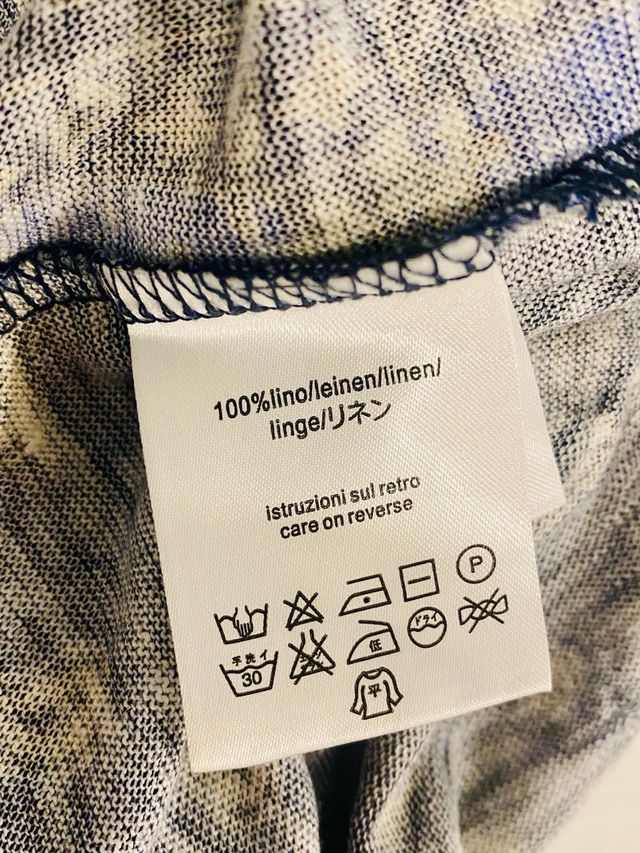 100%lino/leinen/linen/
linge/リネン
istruzioni sul retro
care on reverse
P
手洗イ
30
低
ドライ
平